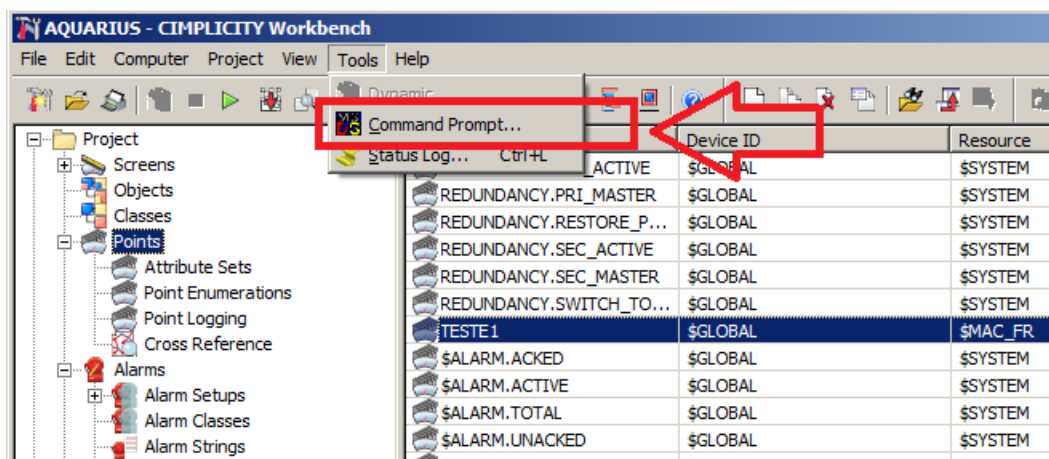 AQUARIUS - CIMPLICITY Workbench
File Edit Computer Project View Tools Help
Dynamic
Command Prompt...
Status Log... Ctrl+L
Project
Screens
Objects
Classes
Points
Attribute Sets
Point Enumerations
Point Logging
Cross Reference
Alarms
Alarm Setups
Alarm Classes
Alarm Strings
Device ID Resource
_ACTIVE $GLOBAL $SYSTEM
REDUNDANCY.PRI_MASTER $GLOBAL $SYSTEM
REDUNDANCY.RESTORE_P... $GLOBAL $SYSTEM
REDUNDANCY.SEC_ACTIVE $GLOBAL $SYSTEM
REDUNDANCY.SEC_MASTER $GLOBAL $SYSTEM
REDUNDANCY.SWITCH_TO... $GLOBAL $SYSTEM
TESTE1 $GLOBAL $MAC_FR
$ALARM.ACKED $GLOBAL $SYSTEM
$ALARM.ACTIVE $GLOBAL $SYSTEM
$ALARM.TOTAL $GLOBAL $SYSTEM
$ALARM.UNACKED $GLOBAL $SYSTEM